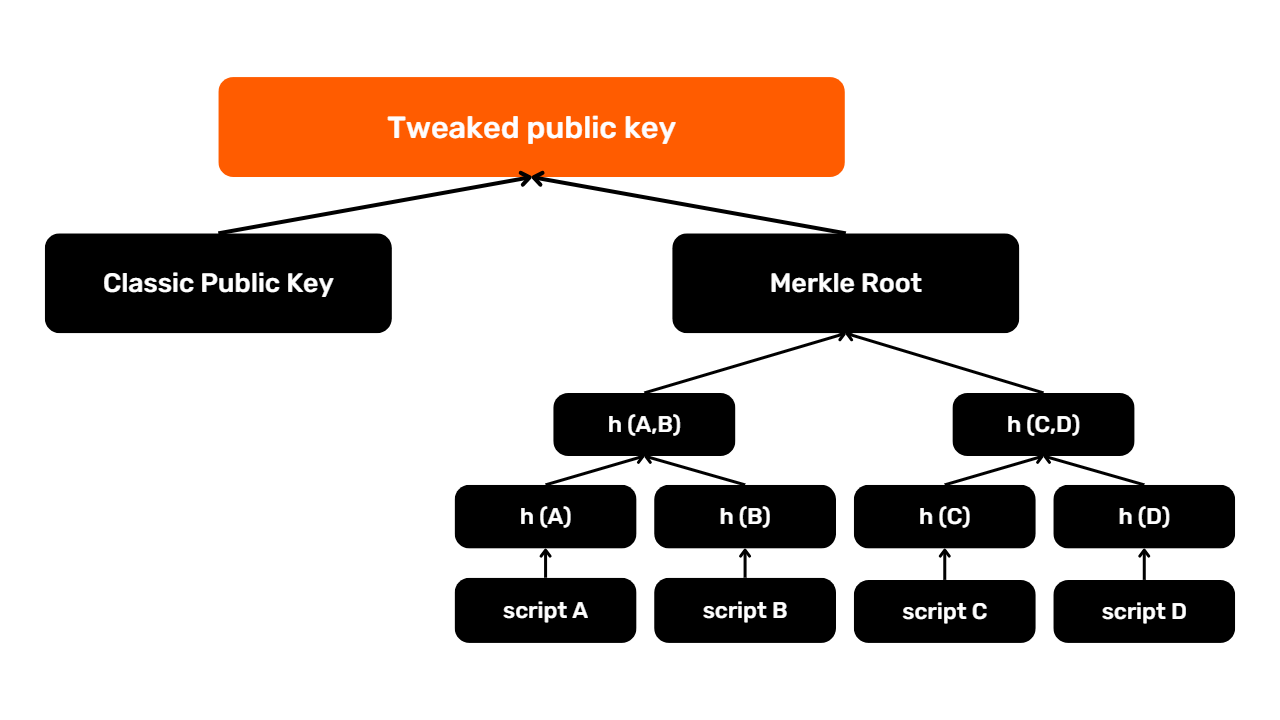 Tweaked public key
Classic Public Key
Merkle Root
h (A,B)
h (C,D)
h (A)
h (B)
h (C)
h (D)
script A
script B
script C
script D